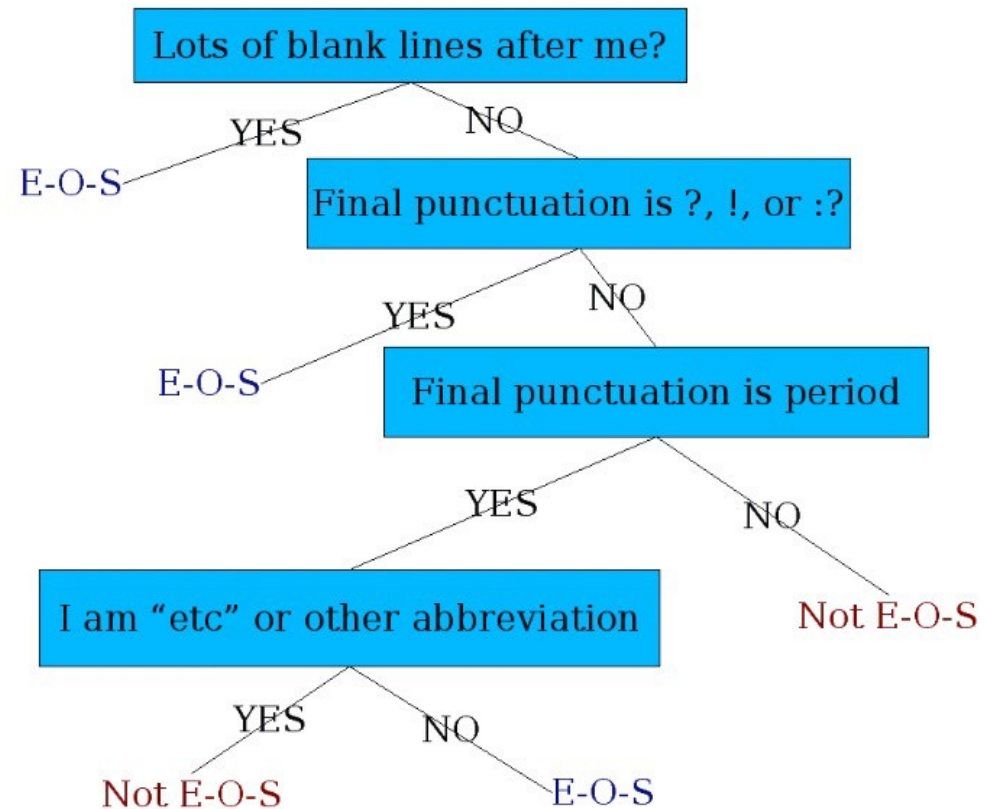 Lots of blank lines after me?
YES
NO
E-O-S
Final punctuation is ?, !, or :?
YES
NO
E-O-S
Final punctuation is period
YES
NO
I am “etc” or other abbreviation
Not E-O-S
YES
NO
Not E-O-S
E-O-S